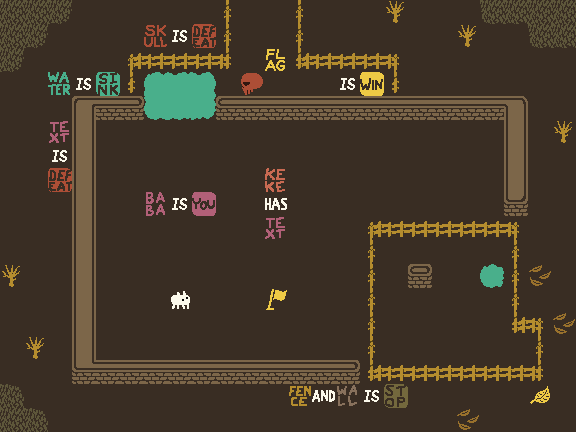 SKULL IS DEFEAT
FLAG
WATER IS SINK
IS WIN
TEXT
IS
DEFEAT
BABA IS YOU
KEKE
HAS
TEXT
FENCE AND WALL IS STOP